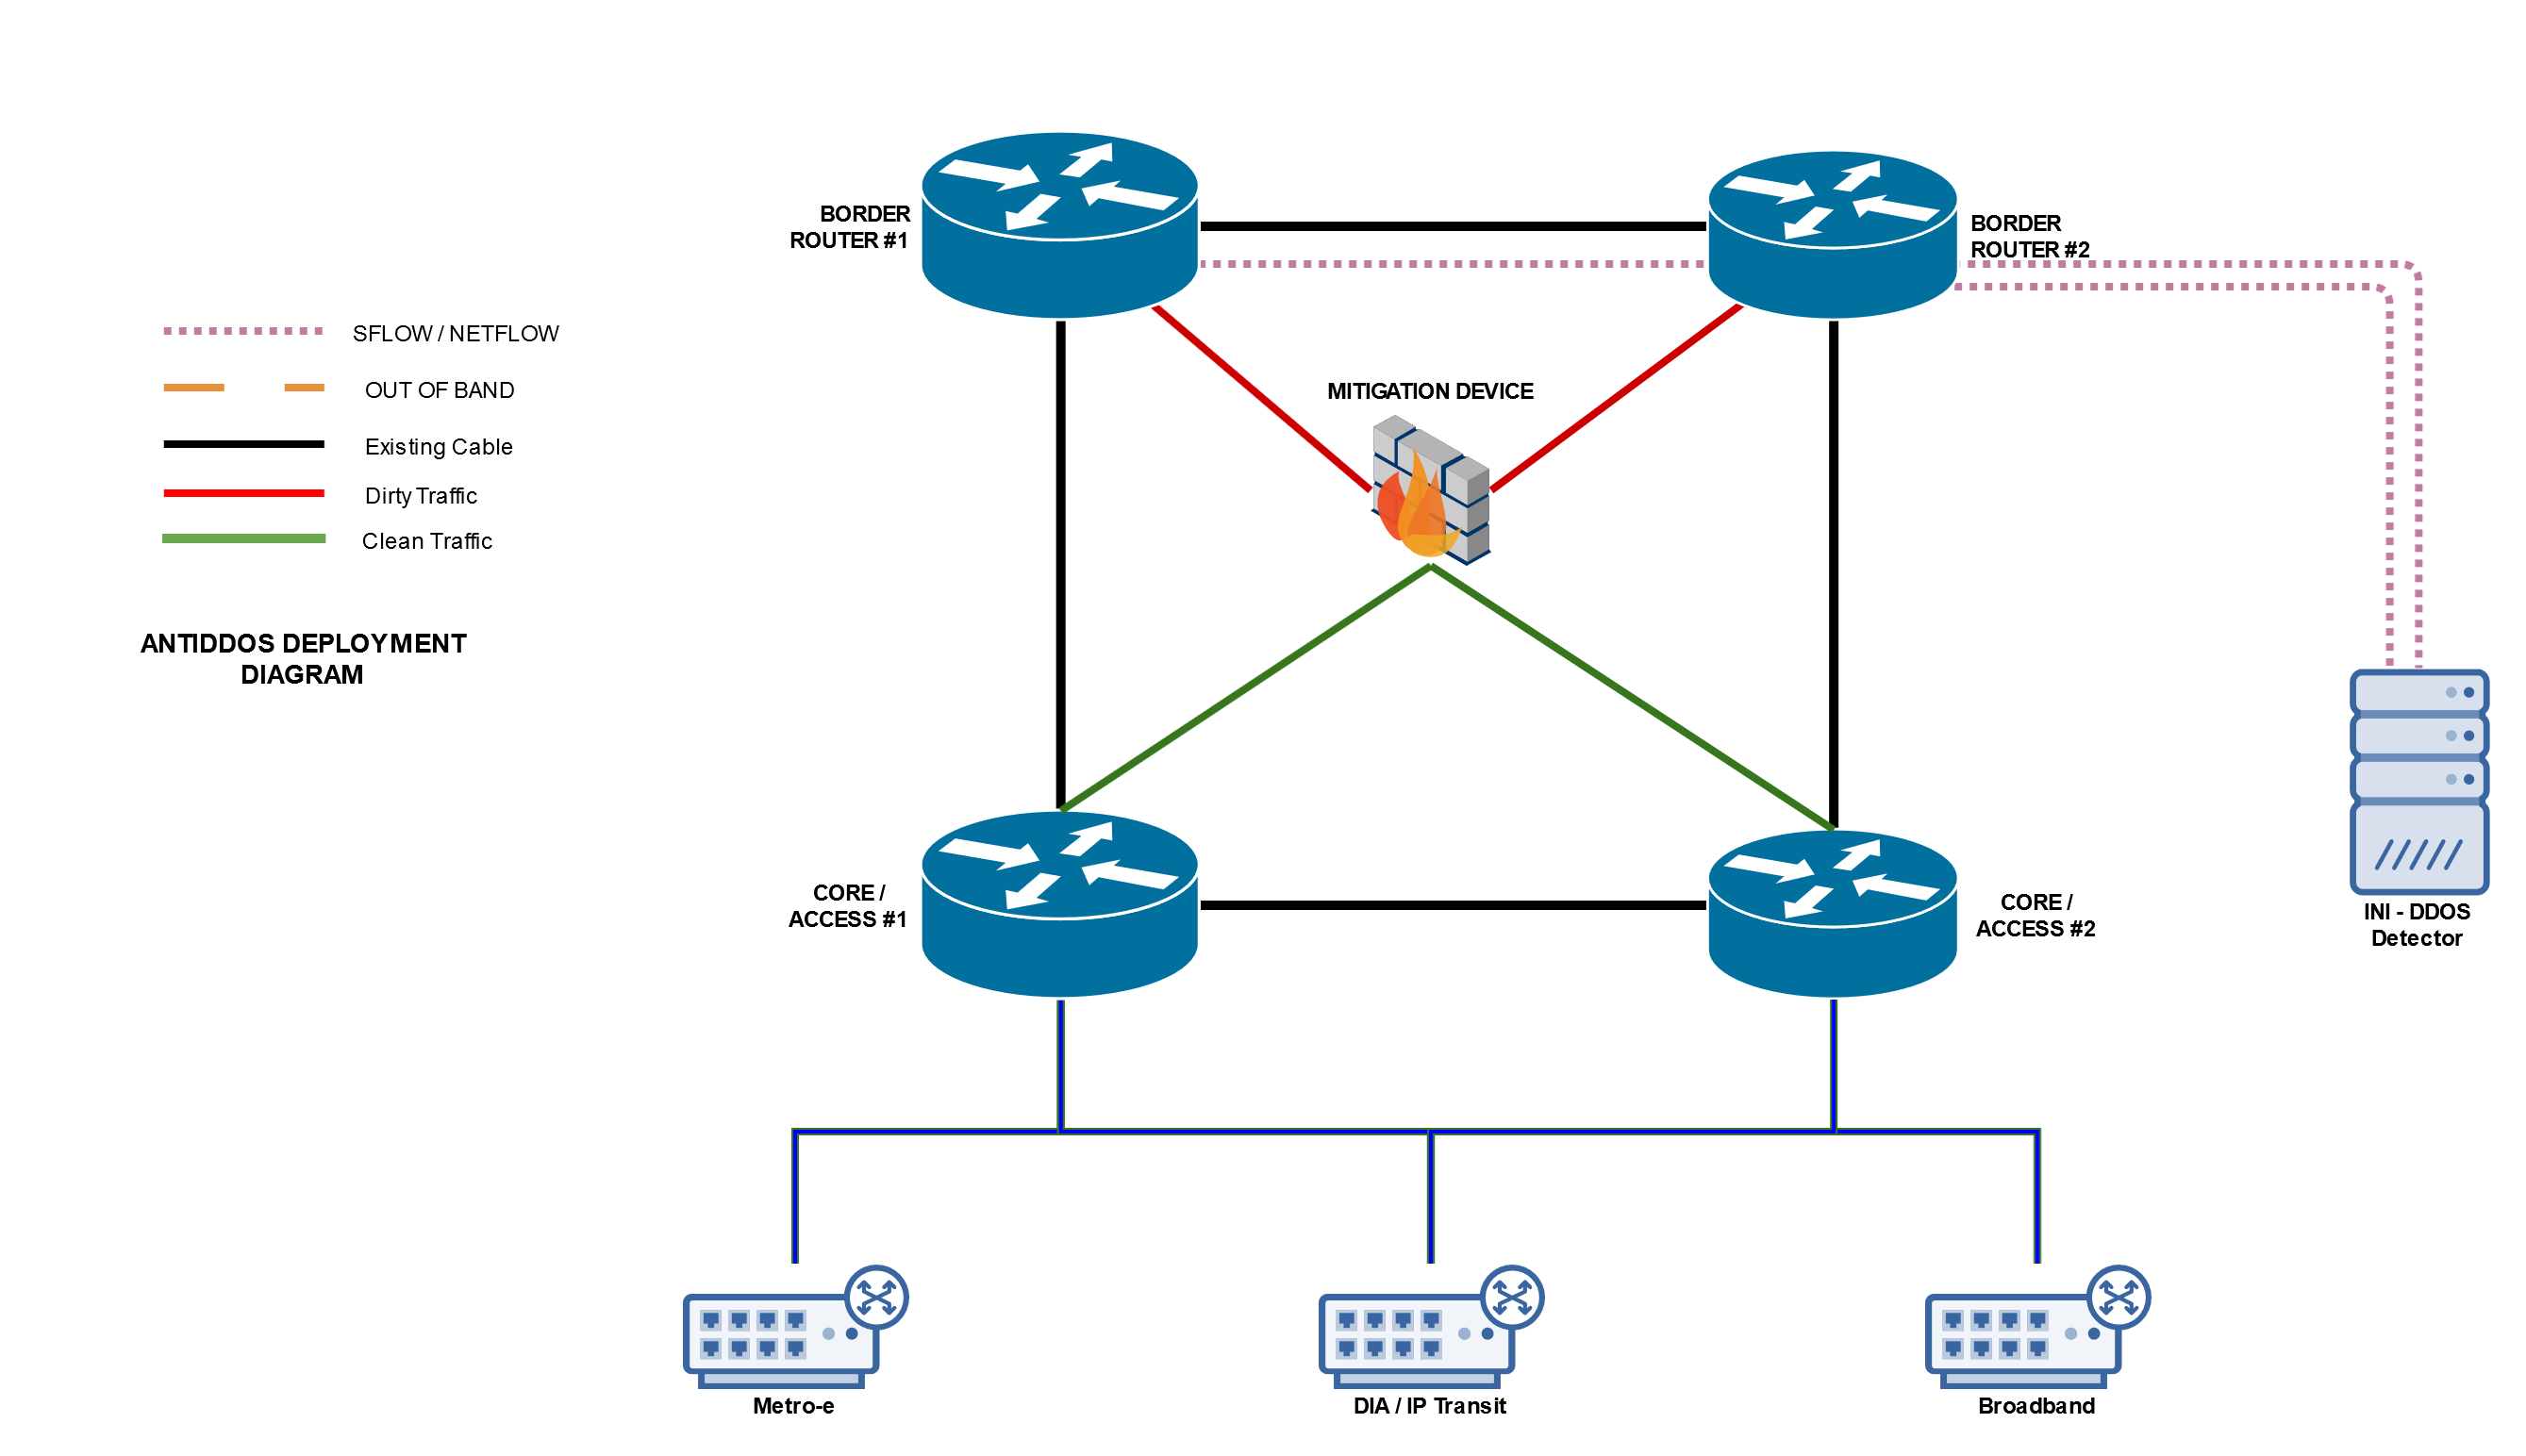 BORDER
ROUTER #1
BORDER
ROUTER #2
SFLOW / NETFLOW
OUT OF BAND
Existing Cable
Dirty Traffic
Clean Traffic
MITIGATION DEVICE
ANTIDDOS DEPLOYMENT
DIAGRAM
CORE /
ACCESS #1
CORE /
ACCESS #2
INI - DDOS
Detector
Metro-e
DIA / IP Transit
Broadband